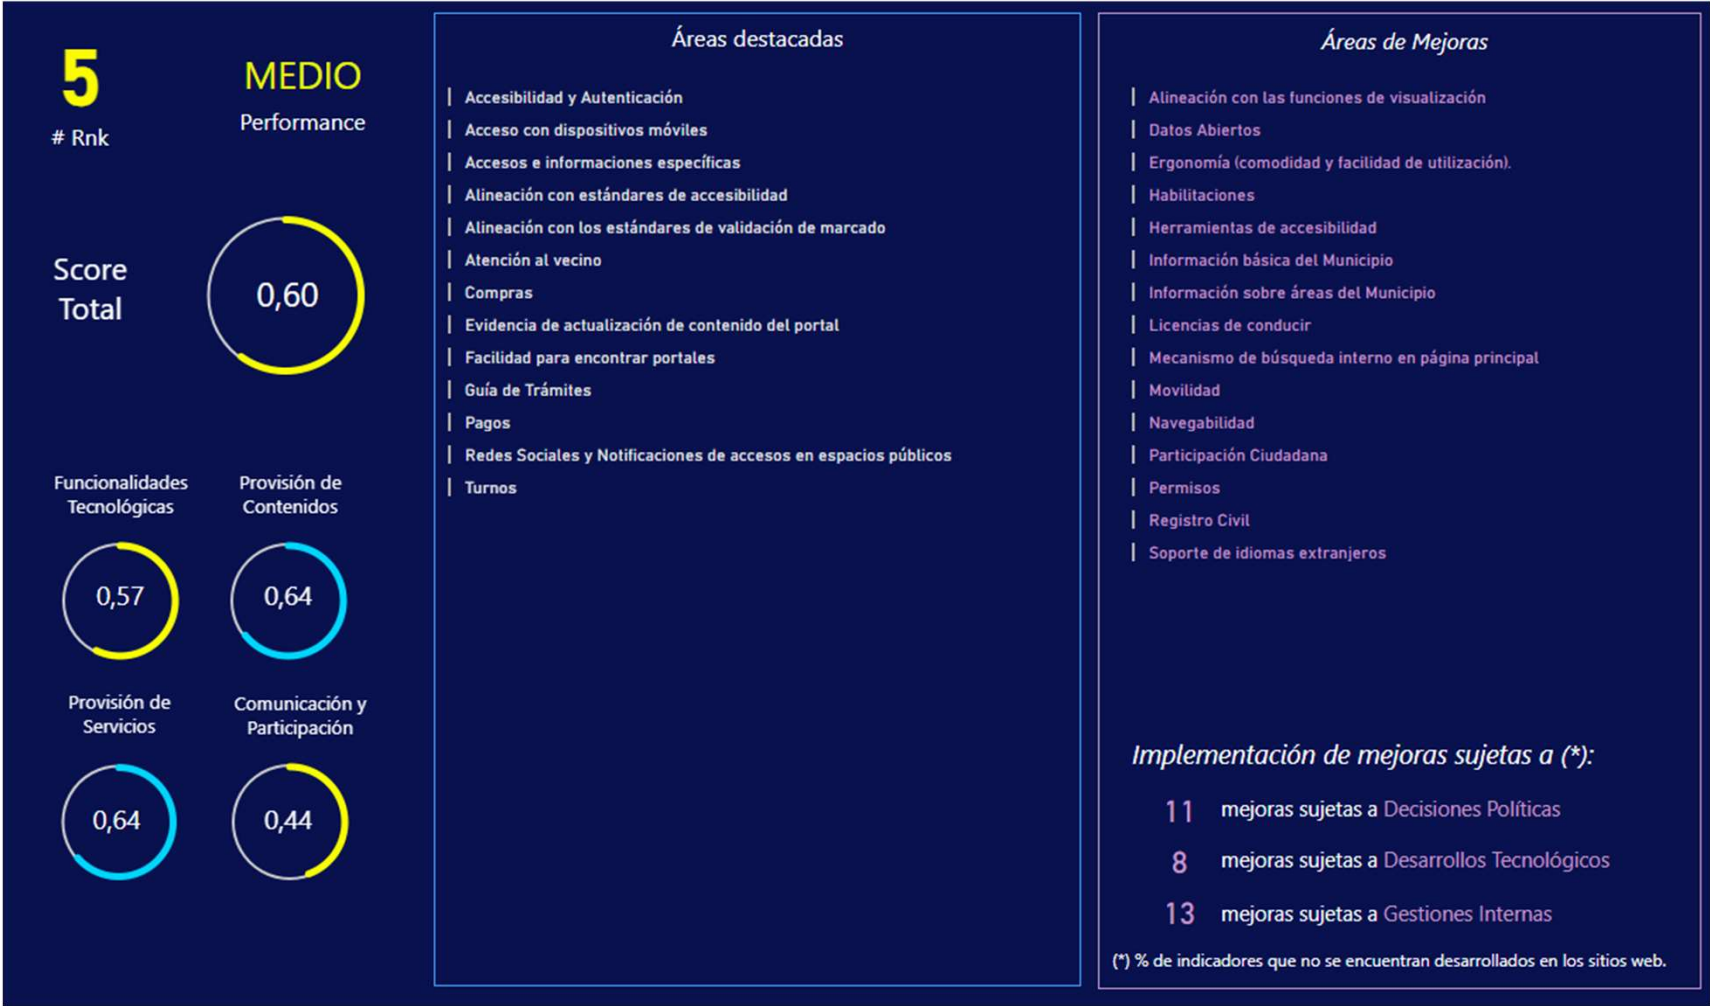 5
# Rnk
MEDIO
Performance
Score
Total
0,60
Funcionalidades
Tecnológicas
0,57
Provisión de
Contenidos
0,64
Provisión de
Servicios
0,64
Comunicación y
Participación
0,44
Áreas destacadas
Accesibilidad y Autenticación
Acceso con dispositivos móviles
Accesos e informaciones específicas
Alineación con estándares de accesibilidad
Alineación con los estándares de validación de marcado
Atención al vecino
Compras
Evidencia de actualización de contenido del portal
Facilidad para encontrar portales
Guía de Trámites
Pagos
Redes Sociales y Notificaciones de accesos en espacios públicos
Turnos
Áreas de Mejoras
Alineación con las funciones de visualización
Datos Abiertos
Ergonomía (comodidad y facilidad de utilización).
Habilitaciones
Herramientas de accesibilidad
Información básica del Municipio
Información sobre áreas del Municipio
Licencias de conducir
Mecanismo de búsqueda interno en página principal
Movilidad
Navegabilidad
Participación Ciudadana
Permisos
Registro Civil
Soporte de idiomas extranjeros
Implementación de mejoras sujetas a (*):
11 mejoras sujetas a Decisiones Políticas
8 mejoras sujetas a Desarrollos Tecnológicos
13 mejoras sujetas a Gestiones Internas
(*) % de indicadores que no se encuentran desarrollados en los sitios web.